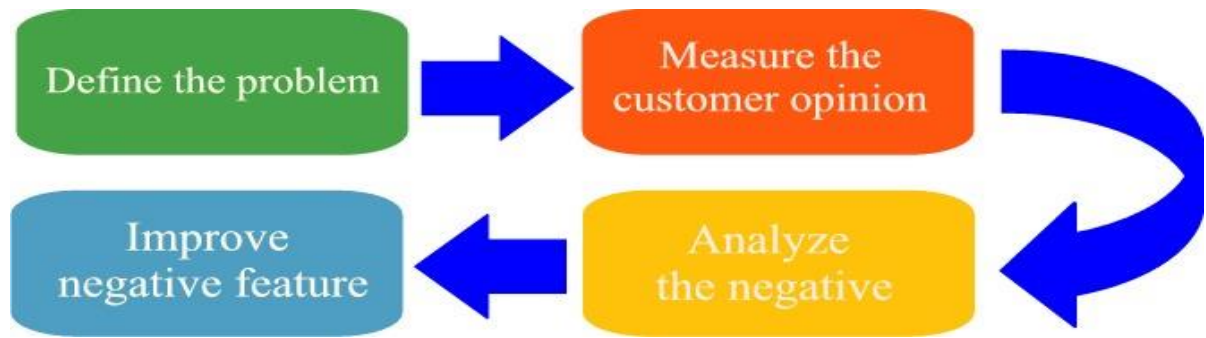 Define the problem
Measure the
customer opinion
Analyze
the negative
Improve
negative feature